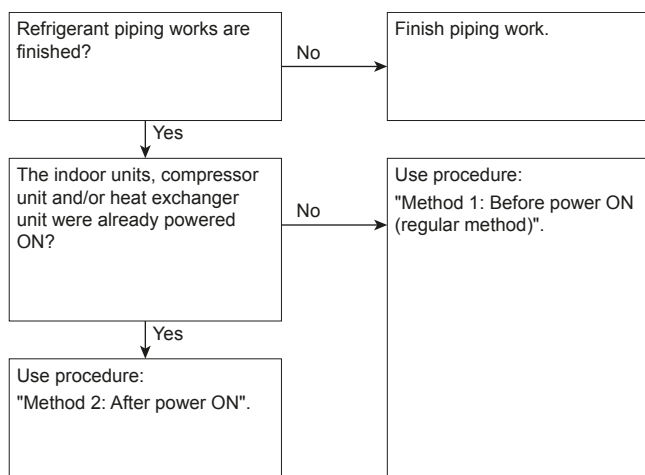 Refrigerant piping works are
finished?
No
Finish piping work.
Yes
The indoor units, compressor
unit and/or heat exchanger
unit were already powered
ON?
No
Use procedure:
"Method 1: Before power ON
(regular method)".
Yes
Use procedure:
"Method 2: After power ON".